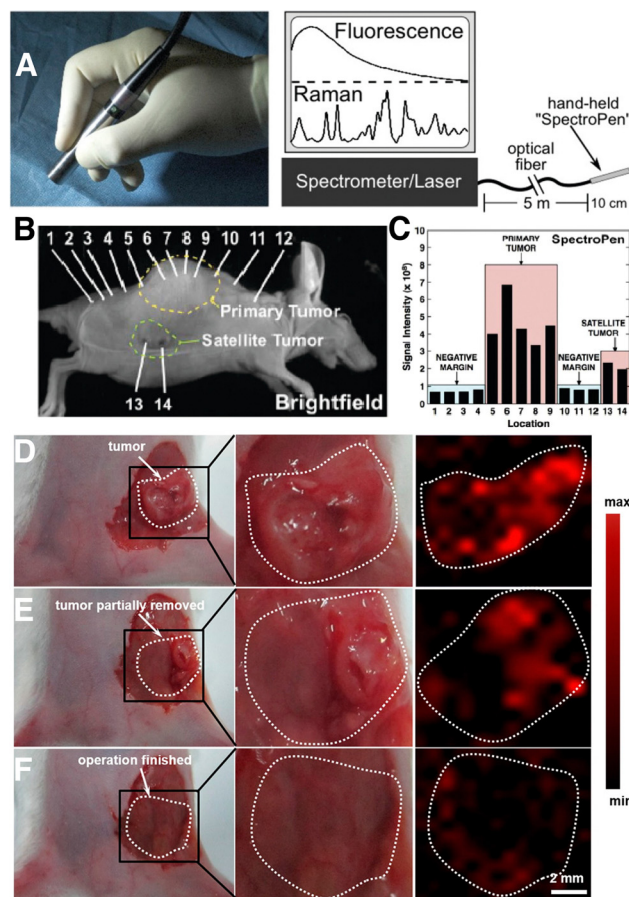 A
Fluorescence
Raman
Spectrometer/Laser
hand-held
"SpectroPen"
optical
fiber
5 m
10 cm
B
1 2 3 4 5 6 7 8 9 10 11 12
Primary Tumor
Satellite Tumor
13 14
Brightfield
C
PRIMARY SpectroPen
TUMOR
Signal Intensity (x 10⁸)
10
9
8
7
6
5
4
3
2
1
0
SATELLITE
TUMOR
NEGATIVE
MARGIN
NEGATIVE
MARGIN
1 2 3 4 5 6 7 8 9 10 11 12 13 14
Location
D
tumor
max
E
tumor partially removed
F
operation finished
min
2 mm